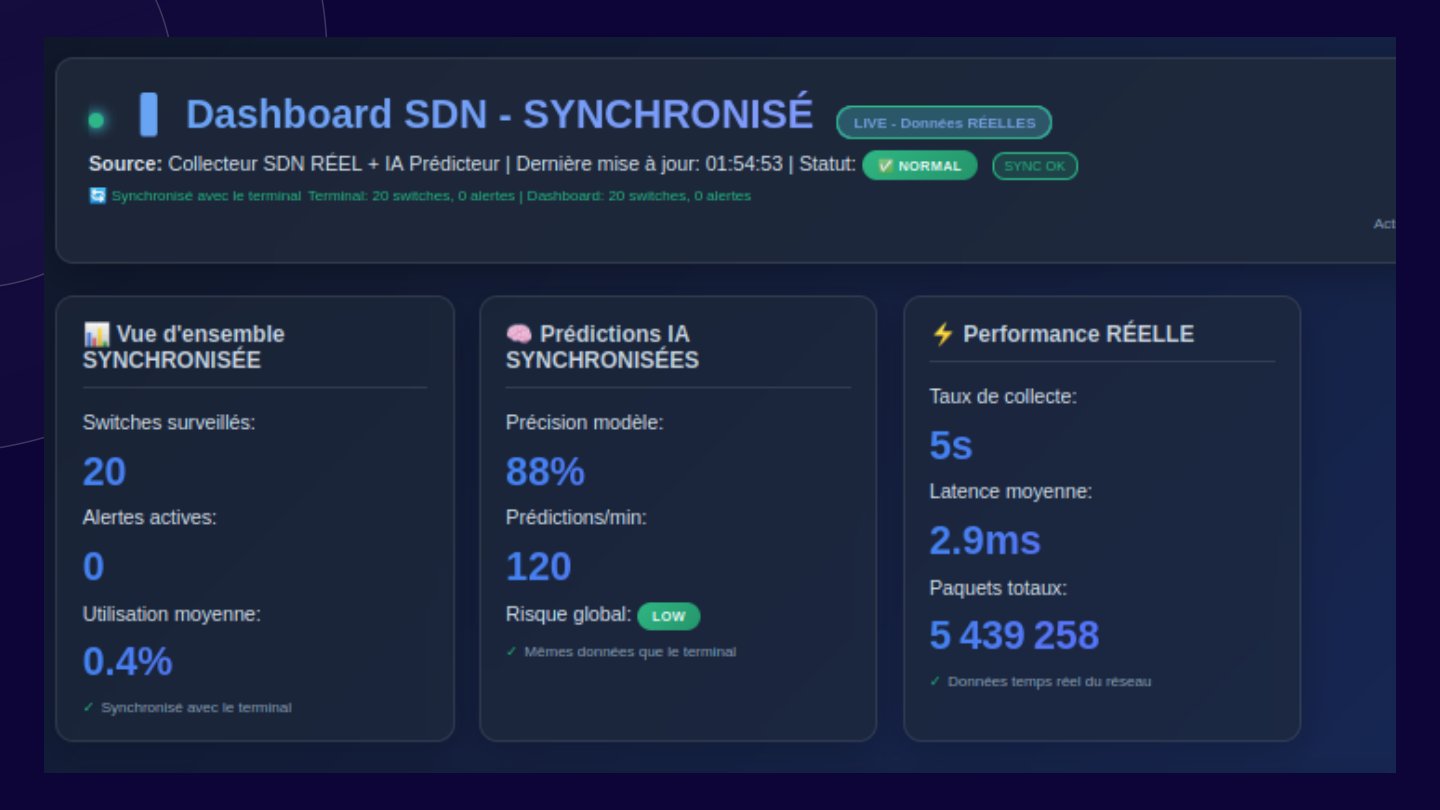 Dashboard SDN - SYNCHRONISÉ LIVE - Données RÉELLES
Source: Collecteur SDN RÉEL + IA Prédicteur | Dernière mise à jour: 01:54:53 | Statut: ✅ NORMAL SYNC OK
🔄 Synchronisé avec le terminal Terminal: 20 switches, 0 alertes | Dashboard: 20 switches, 0 alertes
Act
📊 Vue d'ensemble
SYNCHRONISÉE
Switches surveillés:
20
Alertes actives:
0
Utilisation moyenne:
0.4%
✓ Synchronisé avec le terminal
🧠 Prédictions IA
SYNCHRONISÉES
Précision modèle:
88%
Prédictions/min:
120
Risque global: LOW
✓ Mêmes données que le terminal
⚡ Performance RÉELLE
Taux de collecte:
5s
Latence moyenne:
2.9ms
Paquets totaux:
5 439 258
✓ Données temps réel du réseau